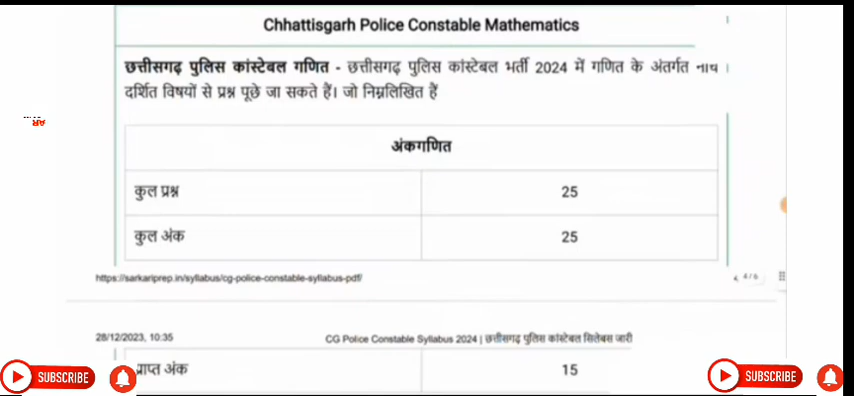 Chhattisgarh Police Constable Mathematics
छत्तीसगढ़ पुलिस कांस्टेबल गणित - छत्तीसगढ़ पुलिस कांस्टेबल भर्ती 2024 में गणित के अंतर्गत
दर्शित विषयों से प्रश्न पूछे जा सकते हैं। जो निम्नलिखित हैं
अंकगणित
कुल प्रश्न 25
कुल अंक 25
https://sarkariprep.in/syllabus/cg-police-constable-syllabus-pdf/ 4/6
28/12/2023, 10:35 CG Police Constable Syllabus 2024 | छत्तीसगढ़ पुलिस कांस्टेबल सिलेबस जारी
प्राप्त अंक 15
SUBSCRIBE SUBSCRIBE